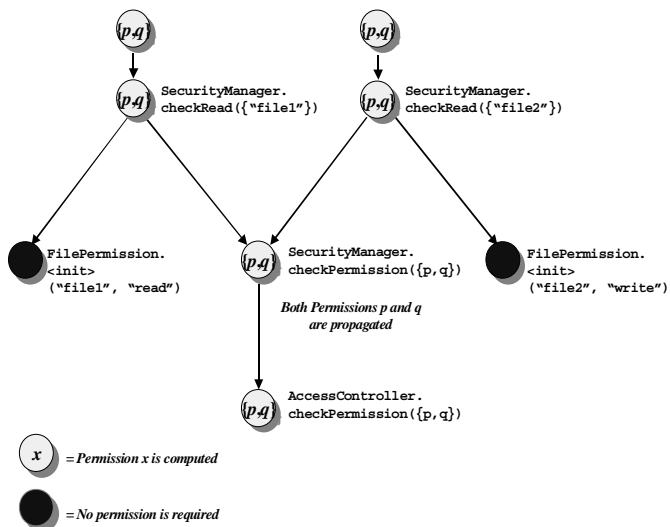 {p,q}
{p,q}
{p,q}
SecurityManager.
checkRead({“file1”})
{p,q}
SecurityManager.
checkRead({“file2”})
FilePermission.
<init>
(“file1”, “read”)
{p,q}
SecurityManager.
checkPermission({p,q})
FilePermission.
<init>
(“file2”, “write”)
Both Permissions p and q
are propagated
{p,q}
AccessController.
checkPermission({p,q})
x
= Permission x is computed
= No permission is required